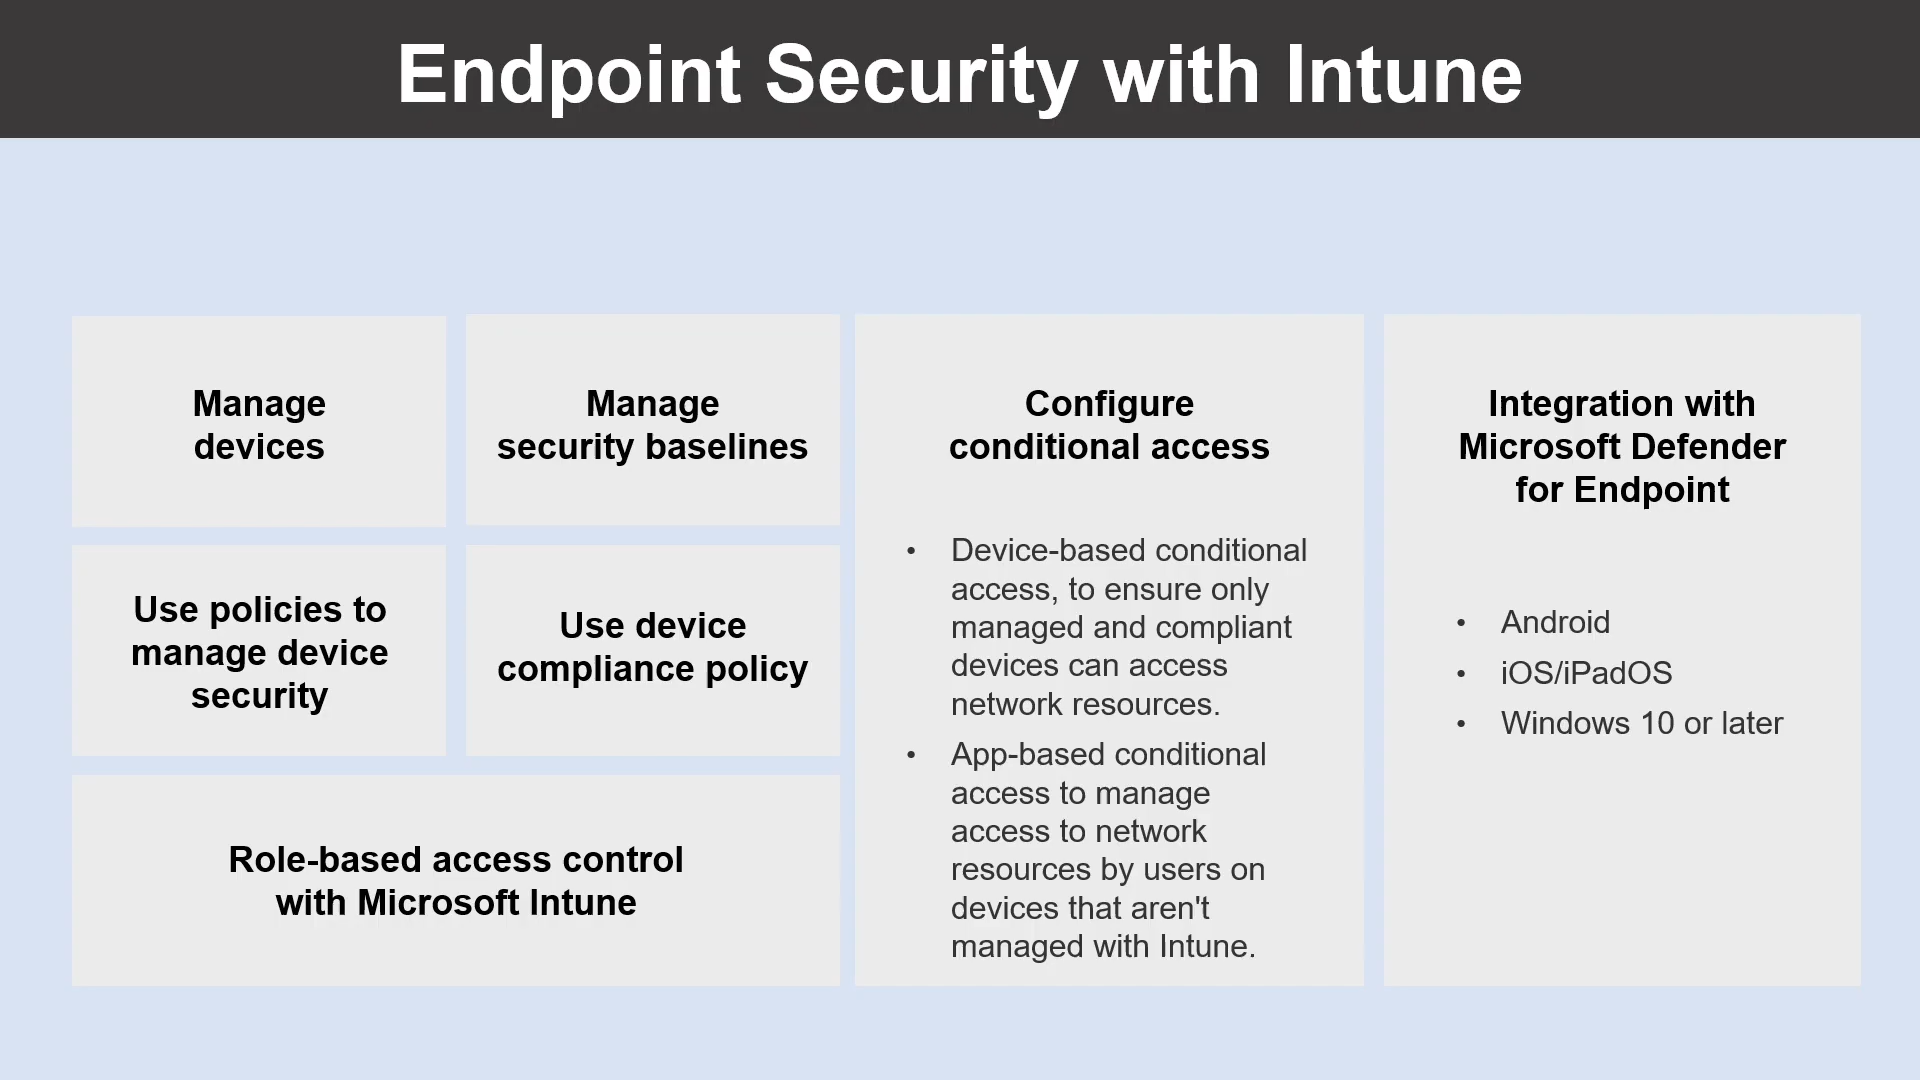 Endpoint Security with Intune
Manage
devices
Manage
security baselines
Use policies to
manage device
security
Use device
compliance policy
Role-based access control
with Microsoft Intune
Configure
conditional access
• Device-based conditional
access, to ensure only
managed and compliant
devices can access
network resources.
• App-based conditional
access to manage
access to network
resources by users on
devices that aren't
managed with Intune.
Integration with
Microsoft Defender
for Endpoint
• Android
• iOS/iPadOS
• Windows 10 or later